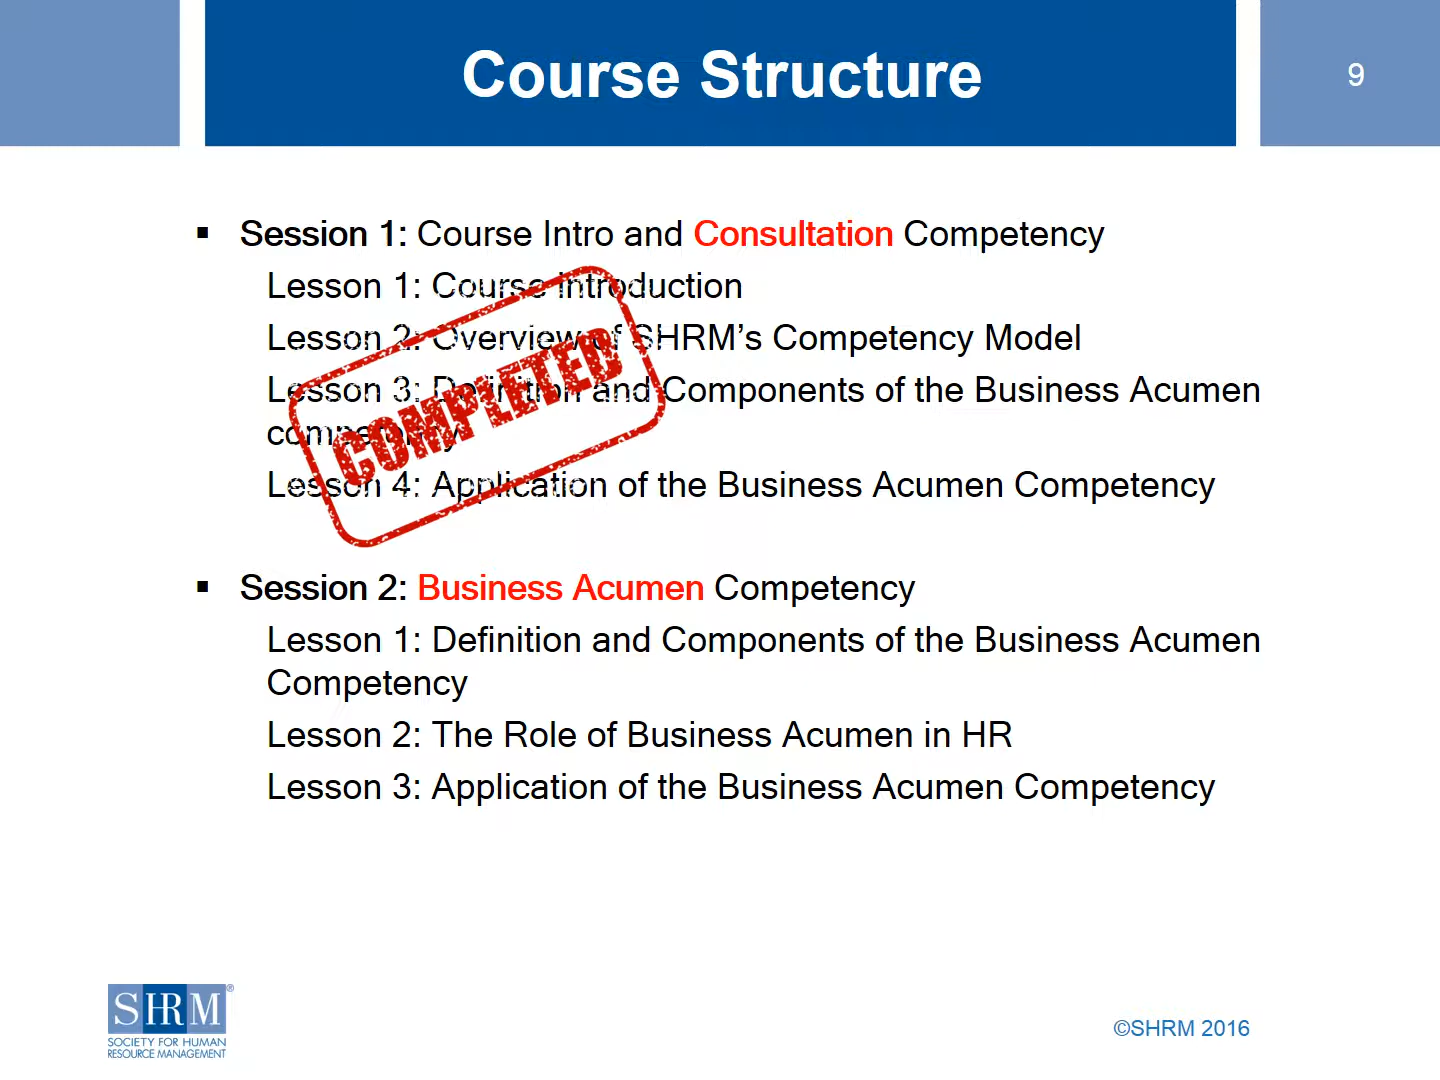 Course Structure
9
▪ Session 1: Course Intro and Consultation Competency
Lesson 1: Course Introduction
Lesson 2: Overview of SHRM’s Competency Model
Lesson 3: Definition and Components of the Business Acumen
competency
Lesson 4: Application of the Business Acumen Competency
COMPLETED
▪ Session 2: Business Acumen Competency
Lesson 1: Definition and Components of the Business Acumen
Competency
Lesson 2: The Role of Business Acumen in HR
Lesson 3: Application of the Business Acumen Competency
SHRM®
SOCIETY FOR HUMAN
RESOURCE MANAGEMENT
©SHRM 2016